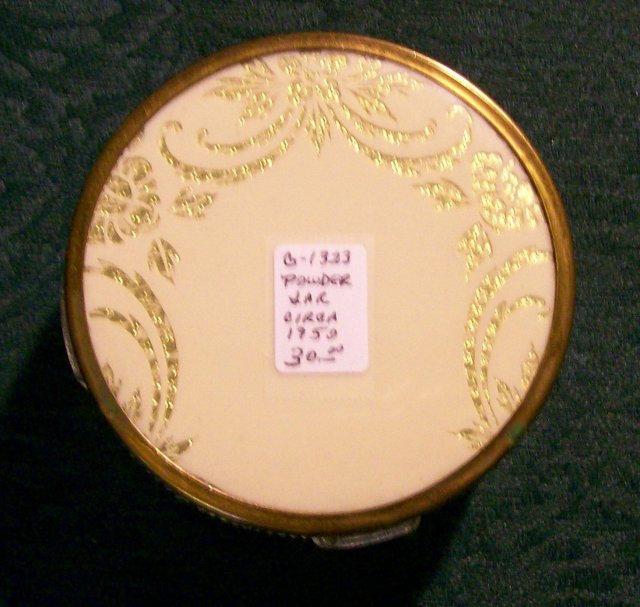 B-1323
POWDER
JAR
CIRCA
1950
30.00